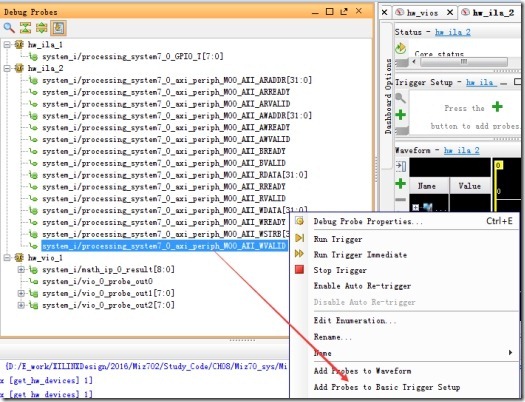 Debug Probes
hw_ila_1
system_i/processing_system7_0_GPIO_I[7:0]
hw_ila_2
system_i/processing_system7_0_axi_periph_M00_AXI_ARADDR[31:0]
system_i/processing_system7_0_axi_periph_M00_AXI_ARREADY
system_i/processing_system7_0_axi_periph_M00_AXI_ARVALID
system_i/processing_system7_0_axi_periph_M00_AXI_AWADDR[31:0]
system_i/processing_system7_0_axi_periph_M00_AXI_AWREADY
system_i/processing_system7_0_axi_periph_M00_AXI_AWVALID
system_i/processing_system7_0_axi_periph_M00_AXI_BREADY
system_i/processing_system7_0_axi_periph_M00_AXI_BVALID
system_i/processing_system7_0_axi_periph_M00_AXI_RDATA[31:0]
system_i/processing_system7_0_axi_periph_M00_AXI_RREADY
system_i/processing_system7_0_axi_periph_M00_AXI_RVALID
system_i/processing_system7_0_axi_periph_M00_AXI_WDATA[31:0]
system_i/processing_system7_0_axi_periph_M00_AXI_WREADY
system_i/processing_system7_0_axi_periph_M00_AXI_WSTRB[3
system_i/processing_system7_0_axi_periph_M00_AXI_WVALID
hw_vio_1
system_i/math_ip_0_result[8:0]
system_i/vio_0_probe_out0
system_i/vio_0_probe_out1[7:0]
system_i/vio_0_probe_out2[7:0]
(D:/E_work/XILINXDesign/2016/Miz702/Study_Code/CH08/Miz70_sys/Miz
x [get_hw_devices] 1]
x [get_hw_devices] 1]
hw_vios
hw_ila_2
Dashboard Options
Status - hw_ila_2
Core status
Trigger Setup - hw_ila_
Press the
button to add probes.
Waveform - hw_ila_2
Name
Value
0
Debug Probe Properties... Ctrl+E
Run Trigger
Run Trigger Immediate
Stop Trigger
Enable Auto Re-trigger
Disable Auto Re-trigger
Edit Enumeration...
Rename...
Name
Add Probes to Waveform
Add Probes to Basic Trigger Setup